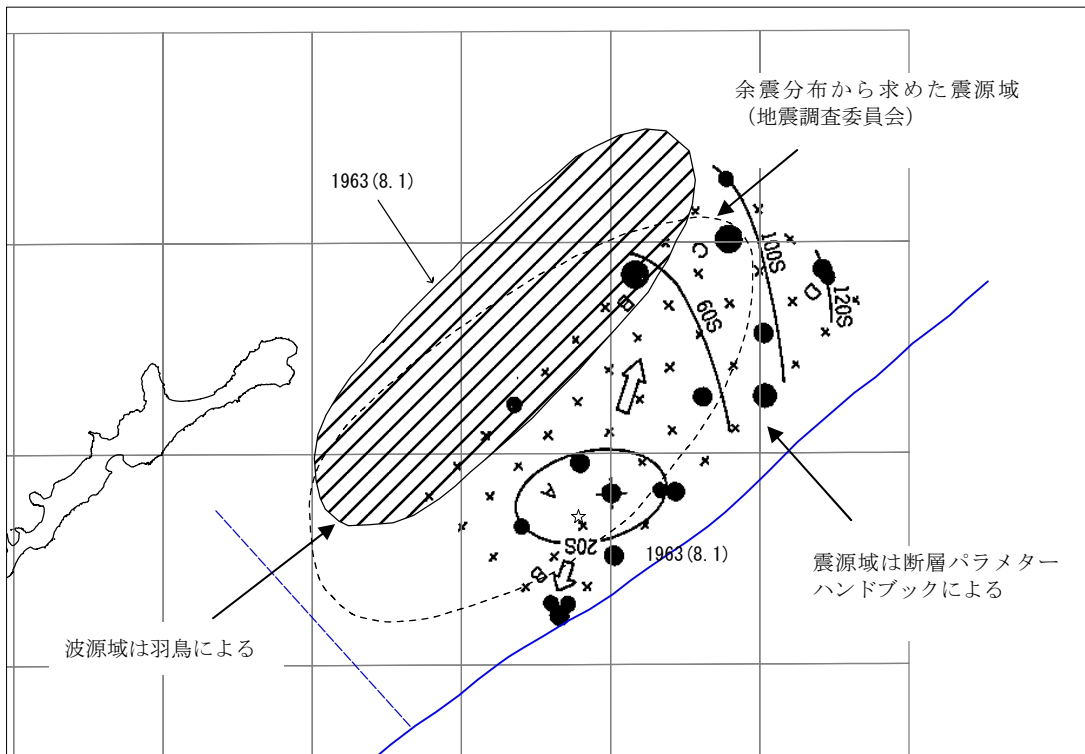 余震分布から求めた震源域
（地震調査委員会）
1963(8.1)
100S
C
D
120S
B
60S
A
20S
1963(8.1)
B
震源域は断層パラメター
ハンドブックによる
波源域は羽鳥による